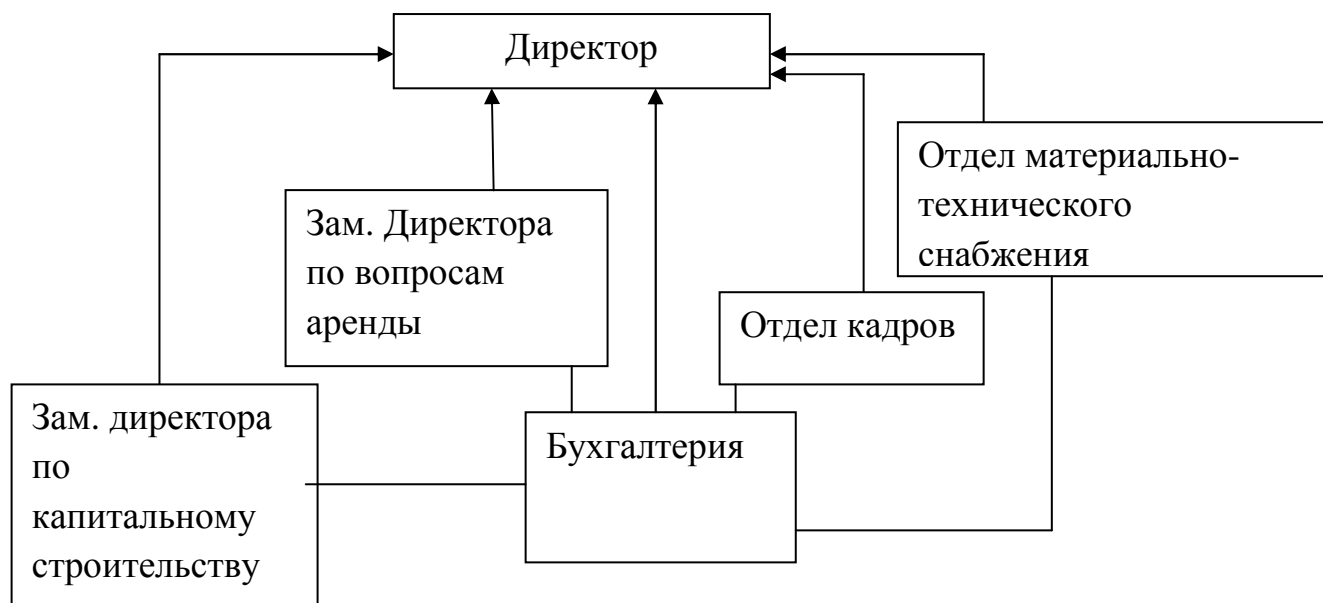 Директор
Отдел материально-
технического
снабжения
Зам. Директора
по вопросам
аренды
Отдел кадров
Зам. директора
по
капитальному
строительству
Бухгалтерия